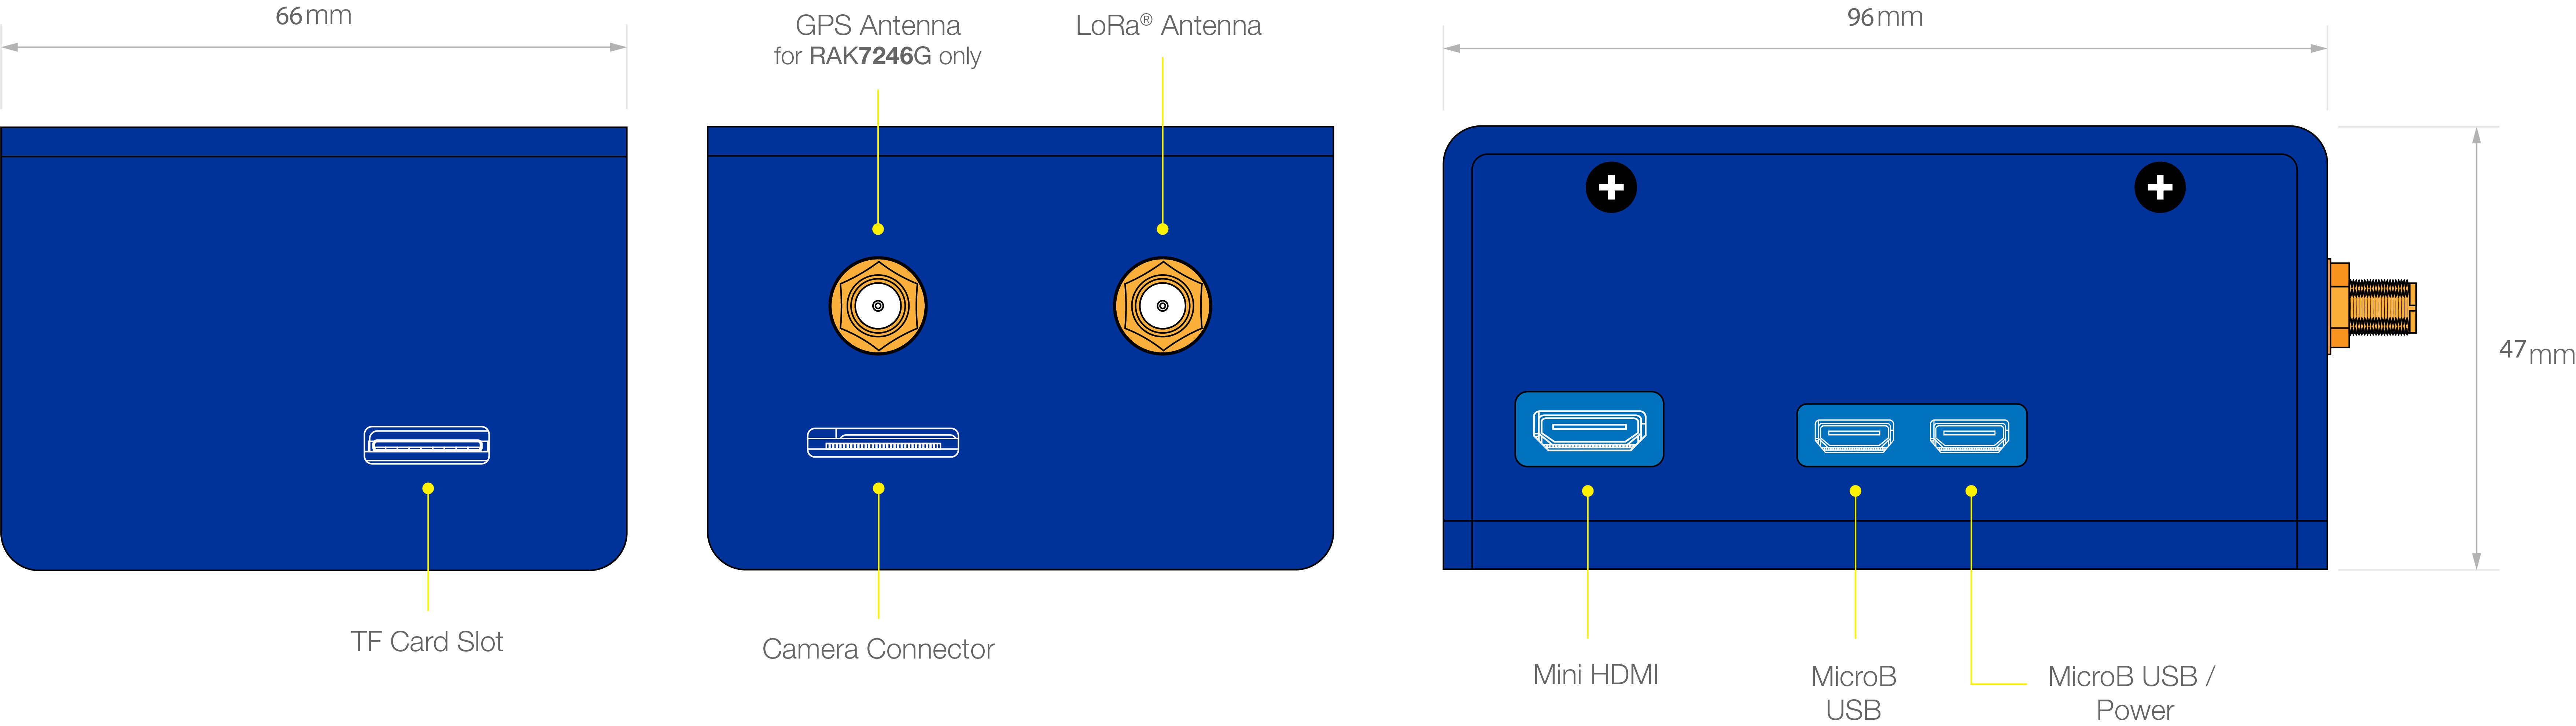 66mm
GPS Antenna
for RAK7246G only
LoRa® Antenna
96mm
47mm
TF Card Slot
Camera Connector
Mini HDMI
MicroB
USB
MicroB USB /
Power